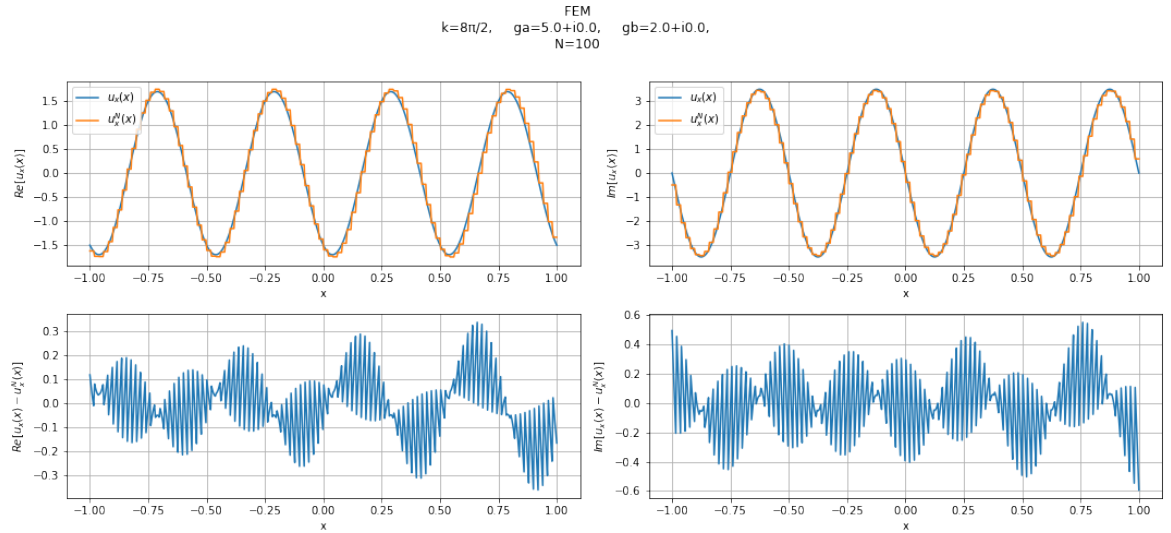 FEM
k=8π/2,   ga=5.0+i0.0,   gb=2.0+i0.0,
N=100
u_x(x)
u_x^N(x)
Re[u_x(x)]
1.5
1.0
0.5
0.0
−0.5
−1.0
−1.5
−1.00 −0.75 −0.50 −0.25 0.00 0.25 0.50 0.75 1.00
x
u_x(x)
u_x^N(x)
Im[u_x(x)]
3
2
1
0
−1
−2
−3
−1.00 −0.75 −0.50 −0.25 0.00 0.25 0.50 0.75 1.00
x
Re[u_x(x) − u_x^N(x)]
0.3
0.2
0.1
0.0
−0.1
−0.2
−0.3
−1.00 −0.75 −0.50 −0.25 0.00 0.25 0.50 0.75 1.00
x
Im[u_x(x) − u_x^N(x)]
0.6
0.4
0.2
0.0
−0.2
−0.4
−0.6
−1.00 −0.75 −0.50 −0.25 0.00 0.25 0.50 0.75 1.00
x